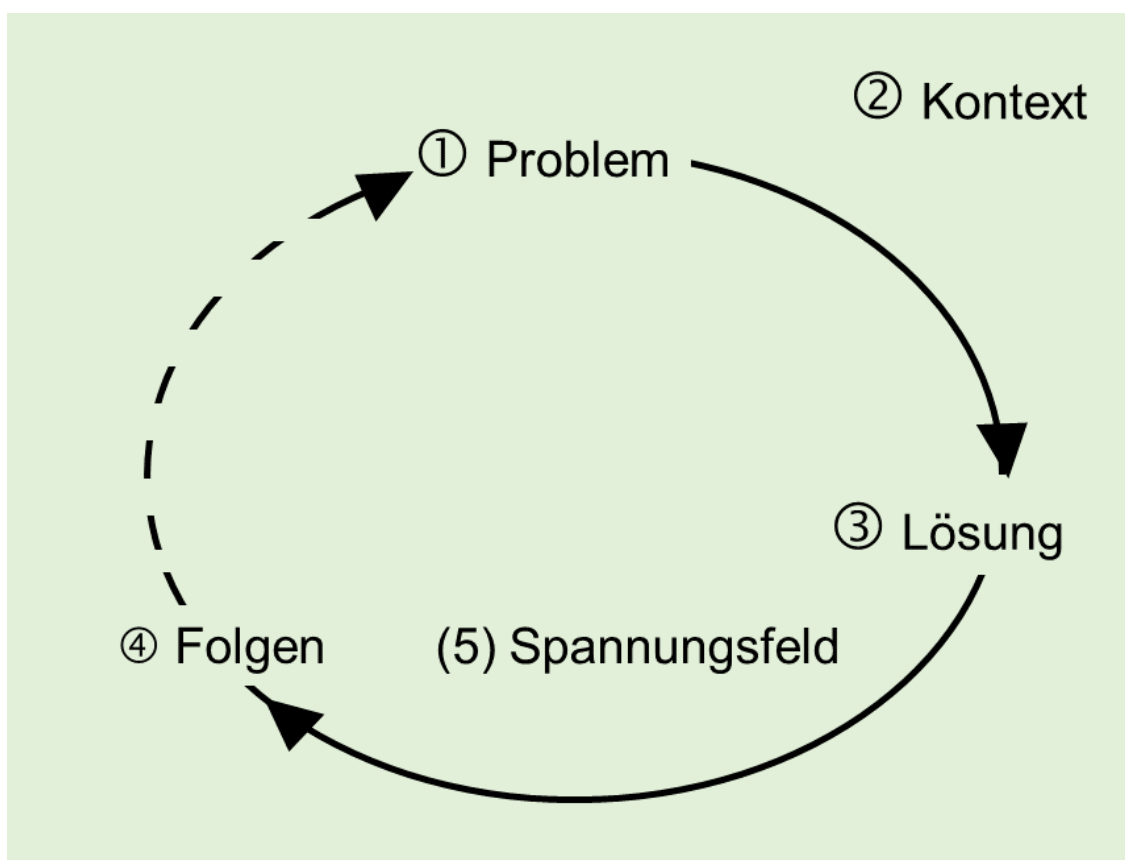 ② Kontext
① Problem
③ Lösung
④ Folgen
(5) Spannungsfeld